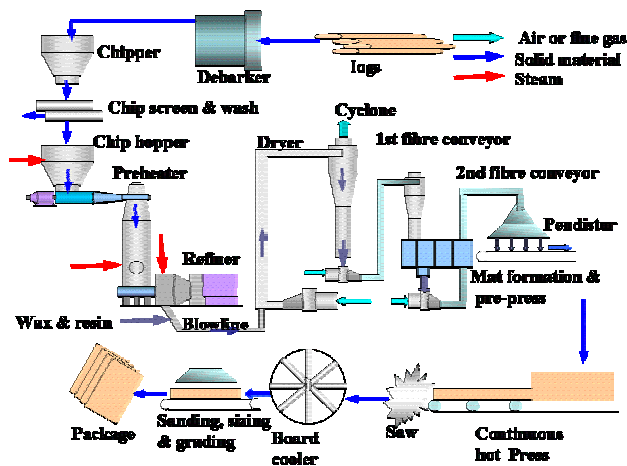 Air or flue gas
Solid material
Steam
logs
Debarker
Chipper
Chip screen & wash
Chip hopper
Preheater
Refiner
Wax & resin
Blowline
Dryer
Cyclone
1st fibre conveyor
2nd fibre conveyor
Pendistor
Mat formation &
pre-press
Continuous
hot Press
Saw
Board
cooler
Sanding, sizing
& grading
Package